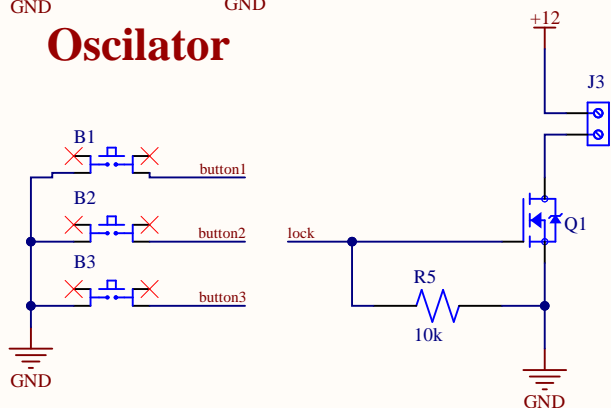 GND
GND
Oscilator
+12
J3
B1
button1
B2
button2
lock
Q1
B3
button3
R5
10k
GND
GND